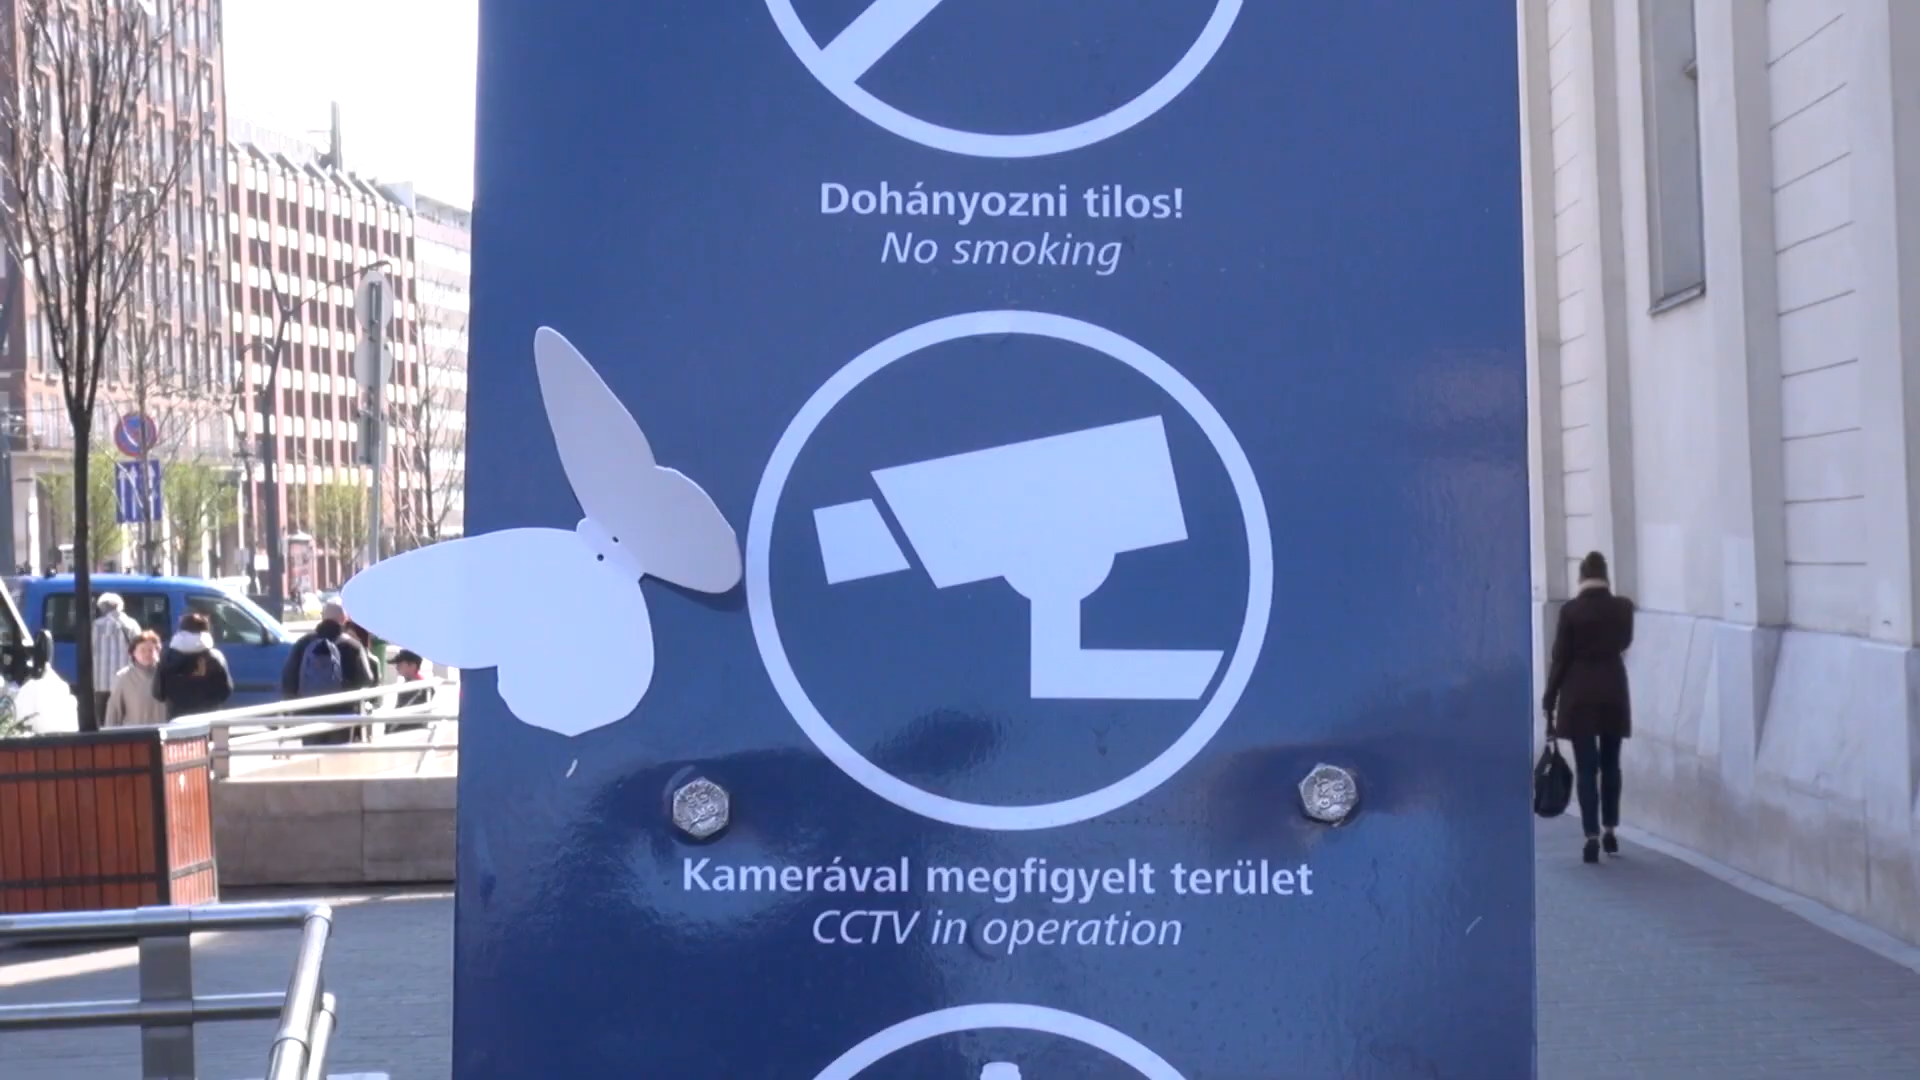 Dohányozni tilos!
No smoking
Kamerával megfigyelt terület
CCTV in operation